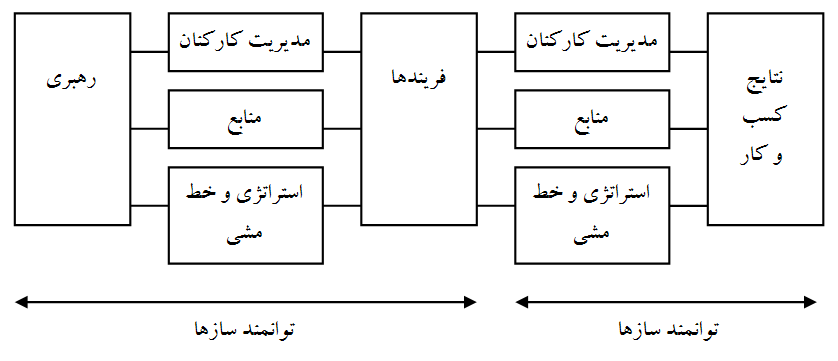 رهبری
مدیریت کارکنان
منابع
استراتژی و خط
مشی
فریندها
مدیریت کارکنان
منابع
استراتژی و خط
مشی
نتایج
کسب
و کار
توانمند سازها
توانمند سازها